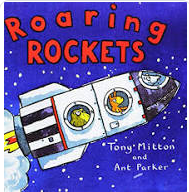 Roaring
ROCKETS
Tony Mitton
and
Ant Parker